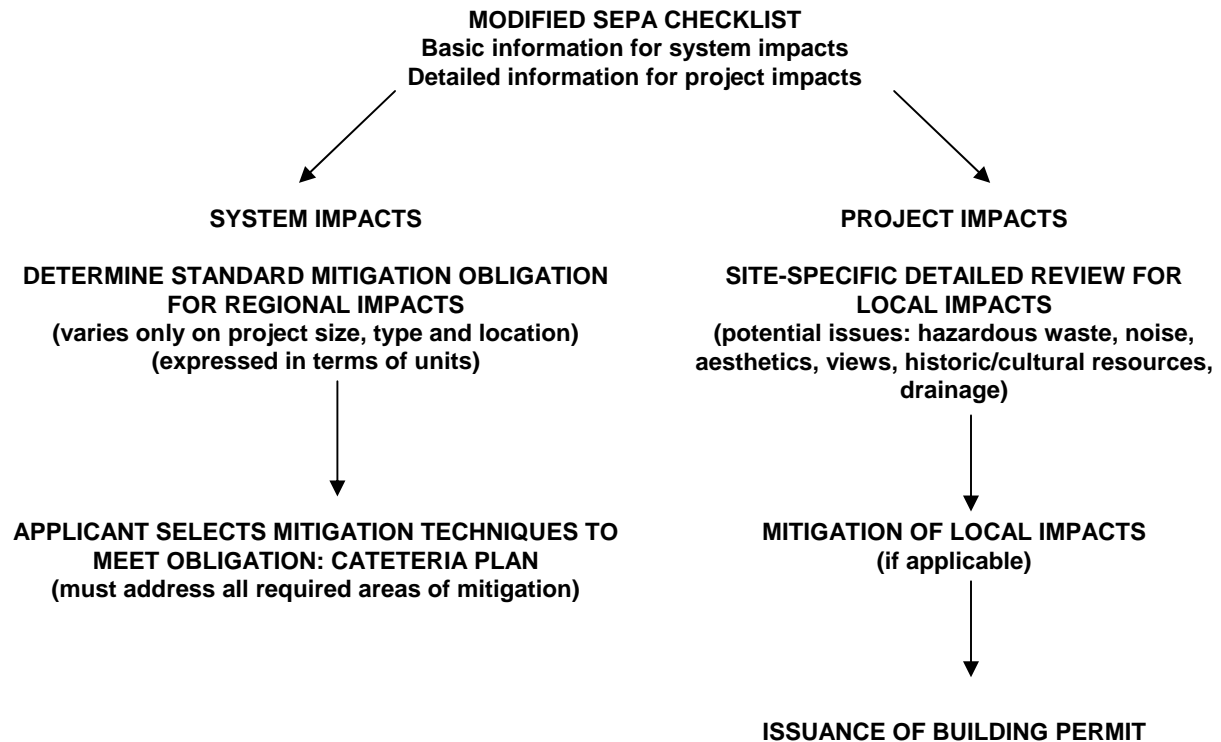 MODIFIED SEPA CHECKLIST
Basic information for system impacts
Detailed information for project impacts
SYSTEM IMPACTS
DETERMINE STANDARD MITIGATION OBLIGATION
FOR REGIONAL IMPACTS
(varies only on project size, type and location)
(expressed in terms of units)
APPLICANT SELECTS MITIGATION TECHNIQUES TO
MEET OBLIGATION: CATETERIA PLAN
(must address all required areas of mitigation)
PROJECT IMPACTS
SITE-SPECIFIC DETAILED REVIEW FOR
LOCAL IMPACTS
(potential issues: hazardous waste, noise,
aesthetics, views, historic/cultural resources,
drainage)
MITIGATION OF LOCAL IMPACTS
(if applicable)
ISSUANCE OF BUILDING PERMIT